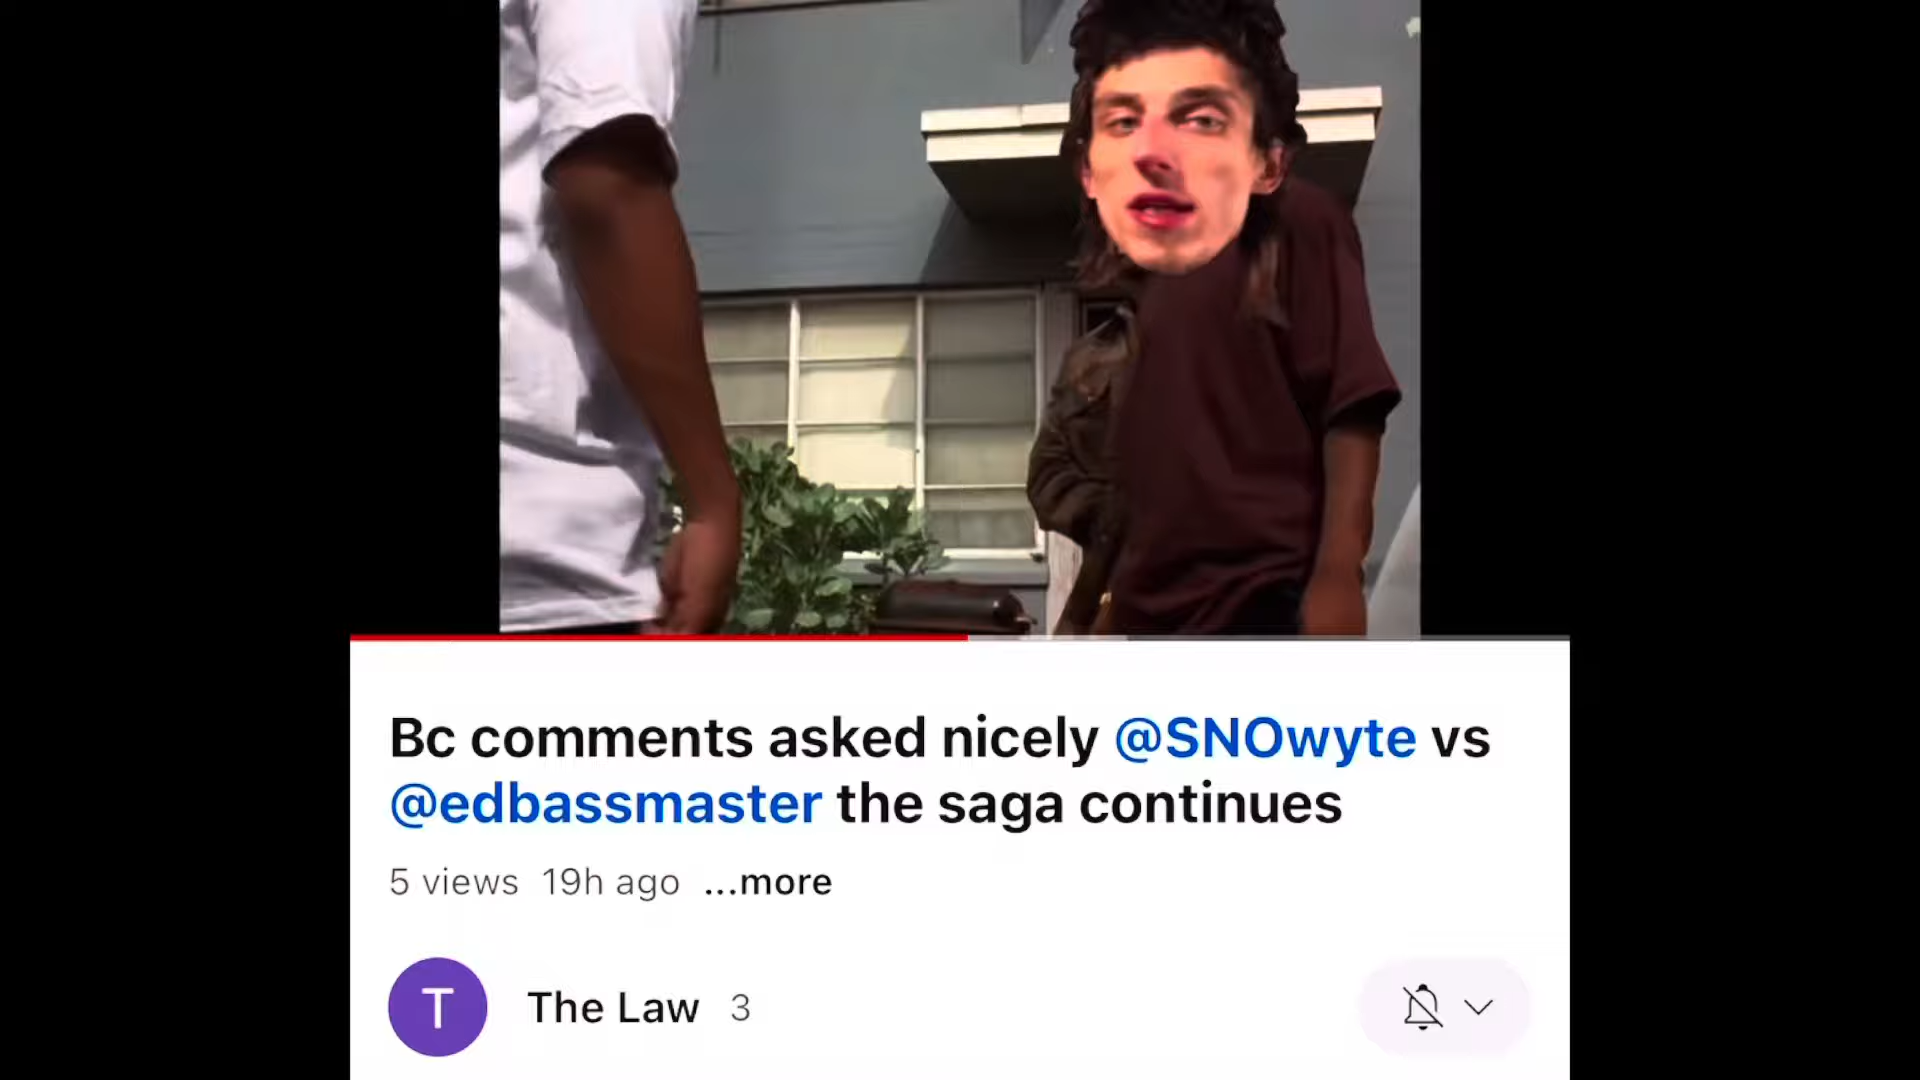 Bc comments asked nicely @SNOwyte vs
@edbassmaster the saga continues
5 views 19h ago ...more
T The Law 3